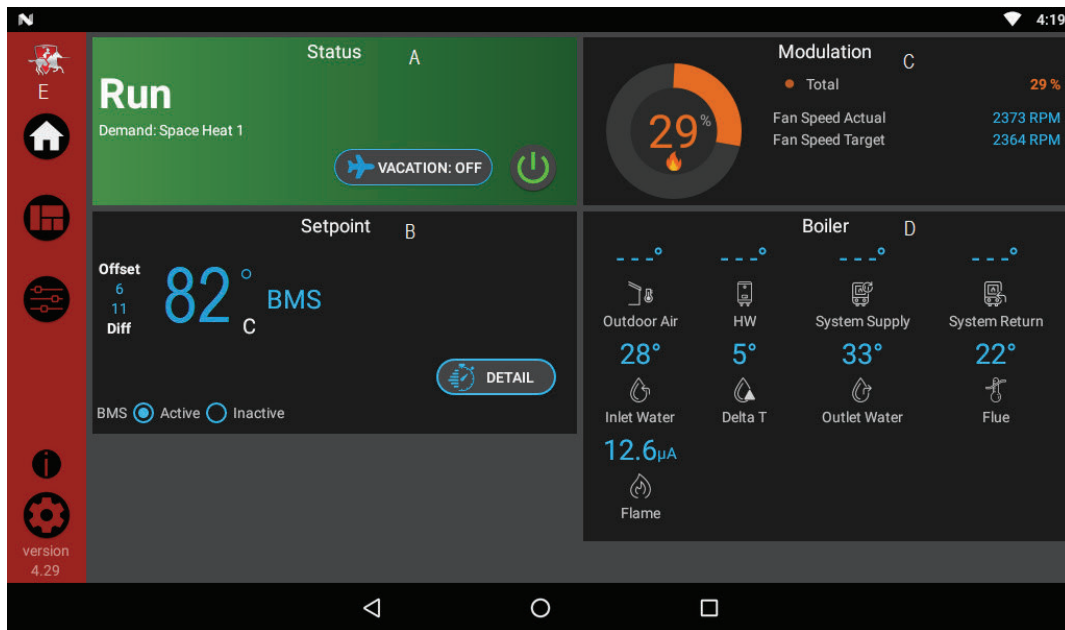 N 4:19
E
Status A
Run
Demand: Space Heat 1
VACATION: OFF
Modulation C
29 %
Total 29 %
Fan Speed Actual 2373 RPM
Fan Speed Target 2364 RPM
Setpoint B
Offset
6
11
Diff
82° C BMS
DETAIL
BMS Active Inactive
Boiler D
- - -° - - -° - - -° - - -°
Outdoor Air HW System Supply System Return
28° 5° 33° 22°
Inlet Water Delta T Outlet Water Flue
12.6µA
Flame
version
4.29